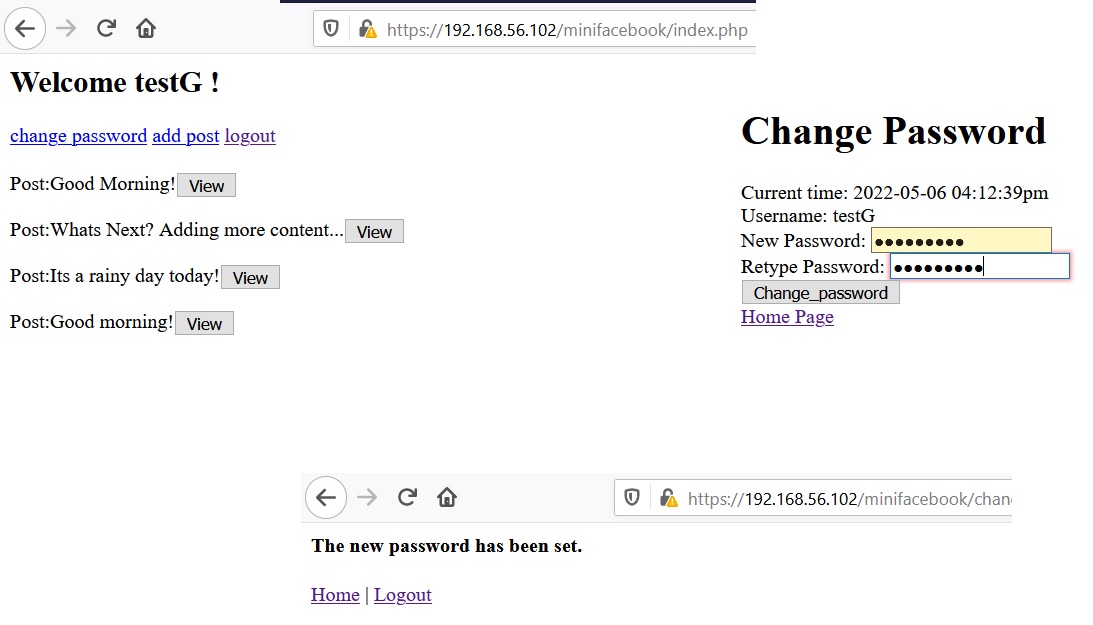 https://192.168.56.102/minifacebook/index.php
Welcome testG !
change password add post logout
Post:Good Morning! View
Post:Whats Next? Adding more content... View
Post:Its a rainy day today! View
Post:Good morning! View
Change Password
Current time: 2022-05-06 04:12:39pm
Username: testG
New Password: ●●●●●●●●●
Retype Password: ●●●●●●●●●
Change_password
Home Page
https://192.168.56.102/minifacebook/chan
The new password has been set.
Home | Logout